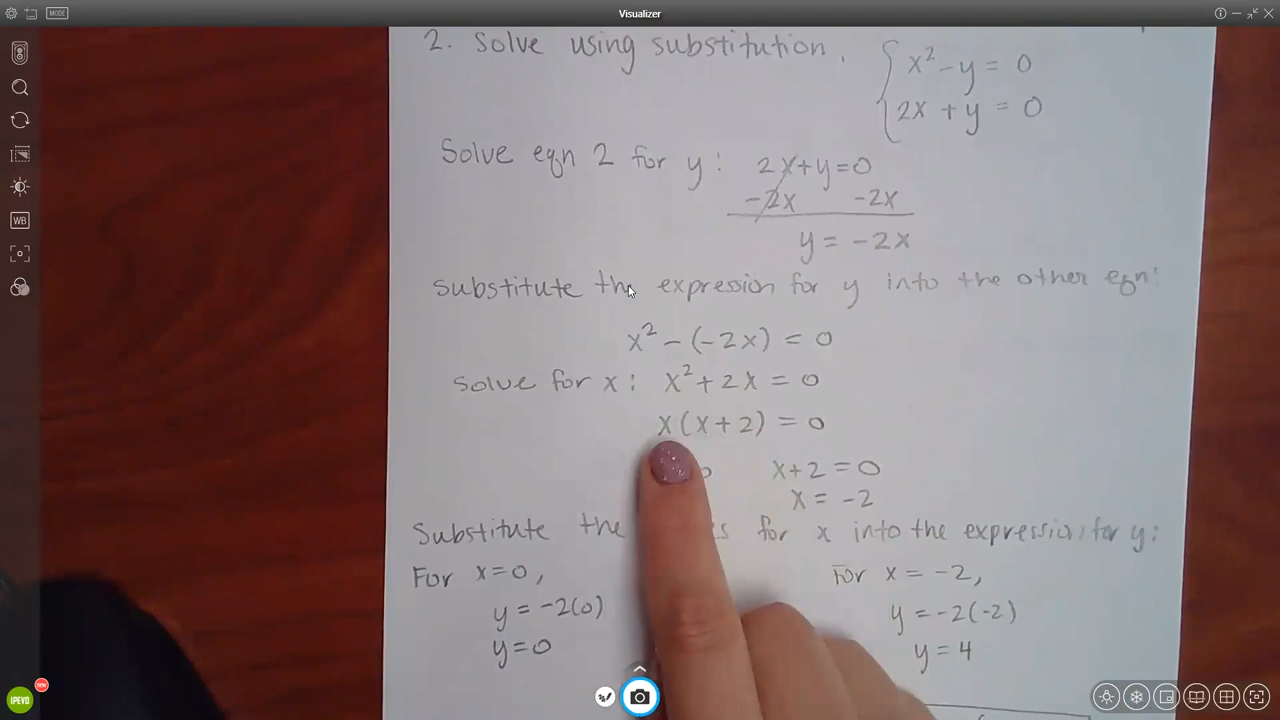 MODE
Visualizer
2. Solve using substitution.
x² - y = 0
2x + y = 0
Solve eqn 2 for y: 2x+y=0
-2x -2x
y = -2x
substitute the expression for y into the other eqn:
x² - (-2x) = 0
Solve for x: x² + 2x = 0
x(x+2) = 0
x+2 = 0
x = -2
Substitute the for x into the expression for y:
For x=0, For x = -2,
y = -2(0) y = -2(-2)
y=0 y = 4
WB
IPEVO
new